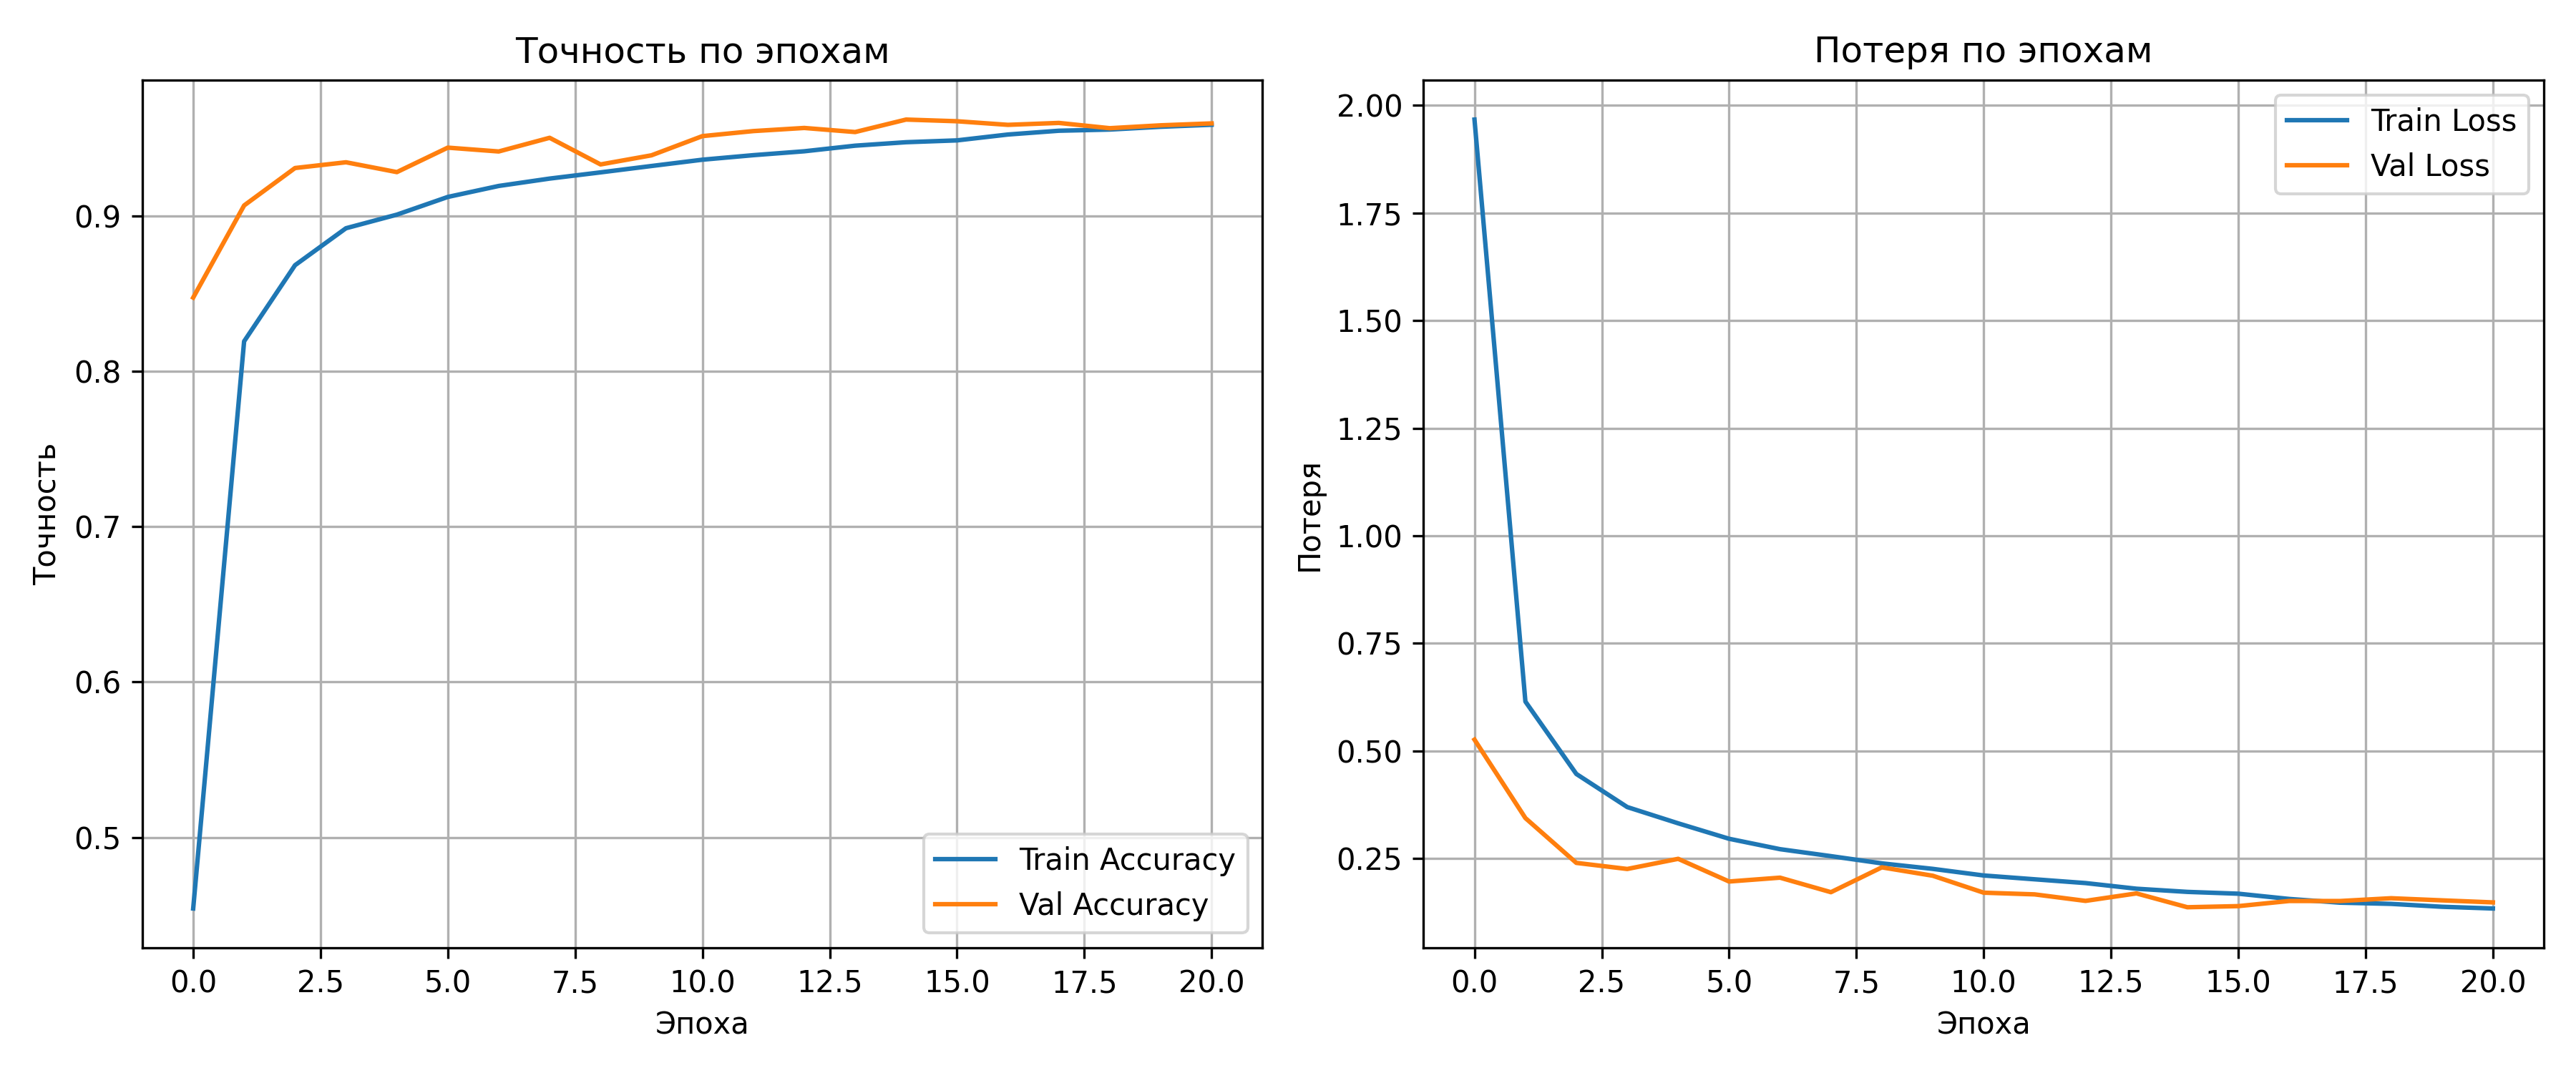 Точность по эпохам
Точность
0.9
0.8
0.7
0.6
0.5
0.0 2.5 5.0 7.5 10.0 12.5 15.0 17.5 20.0
Эпоха
Train Accuracy
Val Accuracy
Потеря по эпохам
Потеря
2.00
1.75
1.50
1.25
1.00
0.75
0.50
0.25
0.0 2.5 5.0 7.5 10.0 12.5 15.0 17.5 20.0
Эпоха
Train Loss
Val Loss